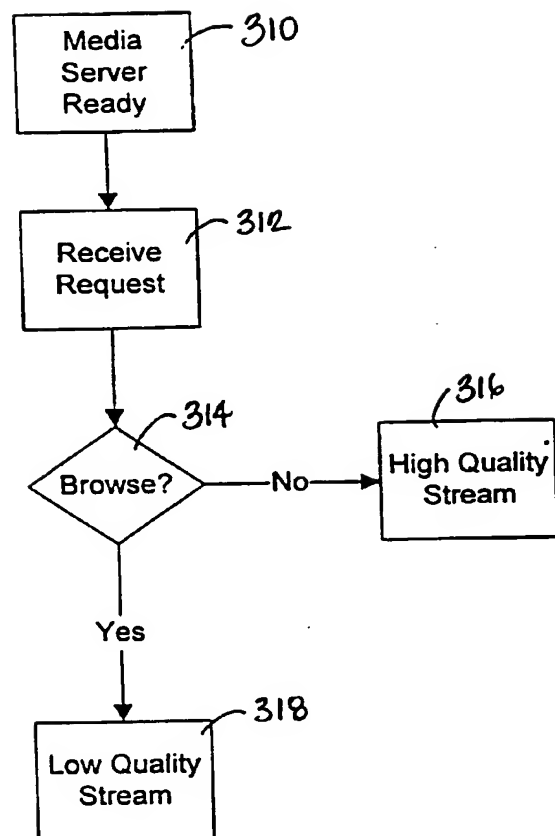 Media
Server
Ready
310
Receive
Request
312
Browse?
314
No
High Quality
Stream
316
Yes
Low Quality
Stream
318